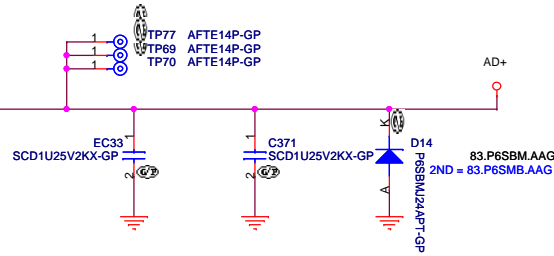 1 TP77 AFTE14P-GP
1 TP69 AFTE14P-GP
1 TP70 AFTE14P-GP
AD+
1 EC33
SCD1U25V2KX-GP
2
1 C371
SCD1U25V2KX-GP
2
K D14
P6SBMJ24APT-GP
A
83.P6SBM.AAG
2ND = 83.P6SMB.AAG